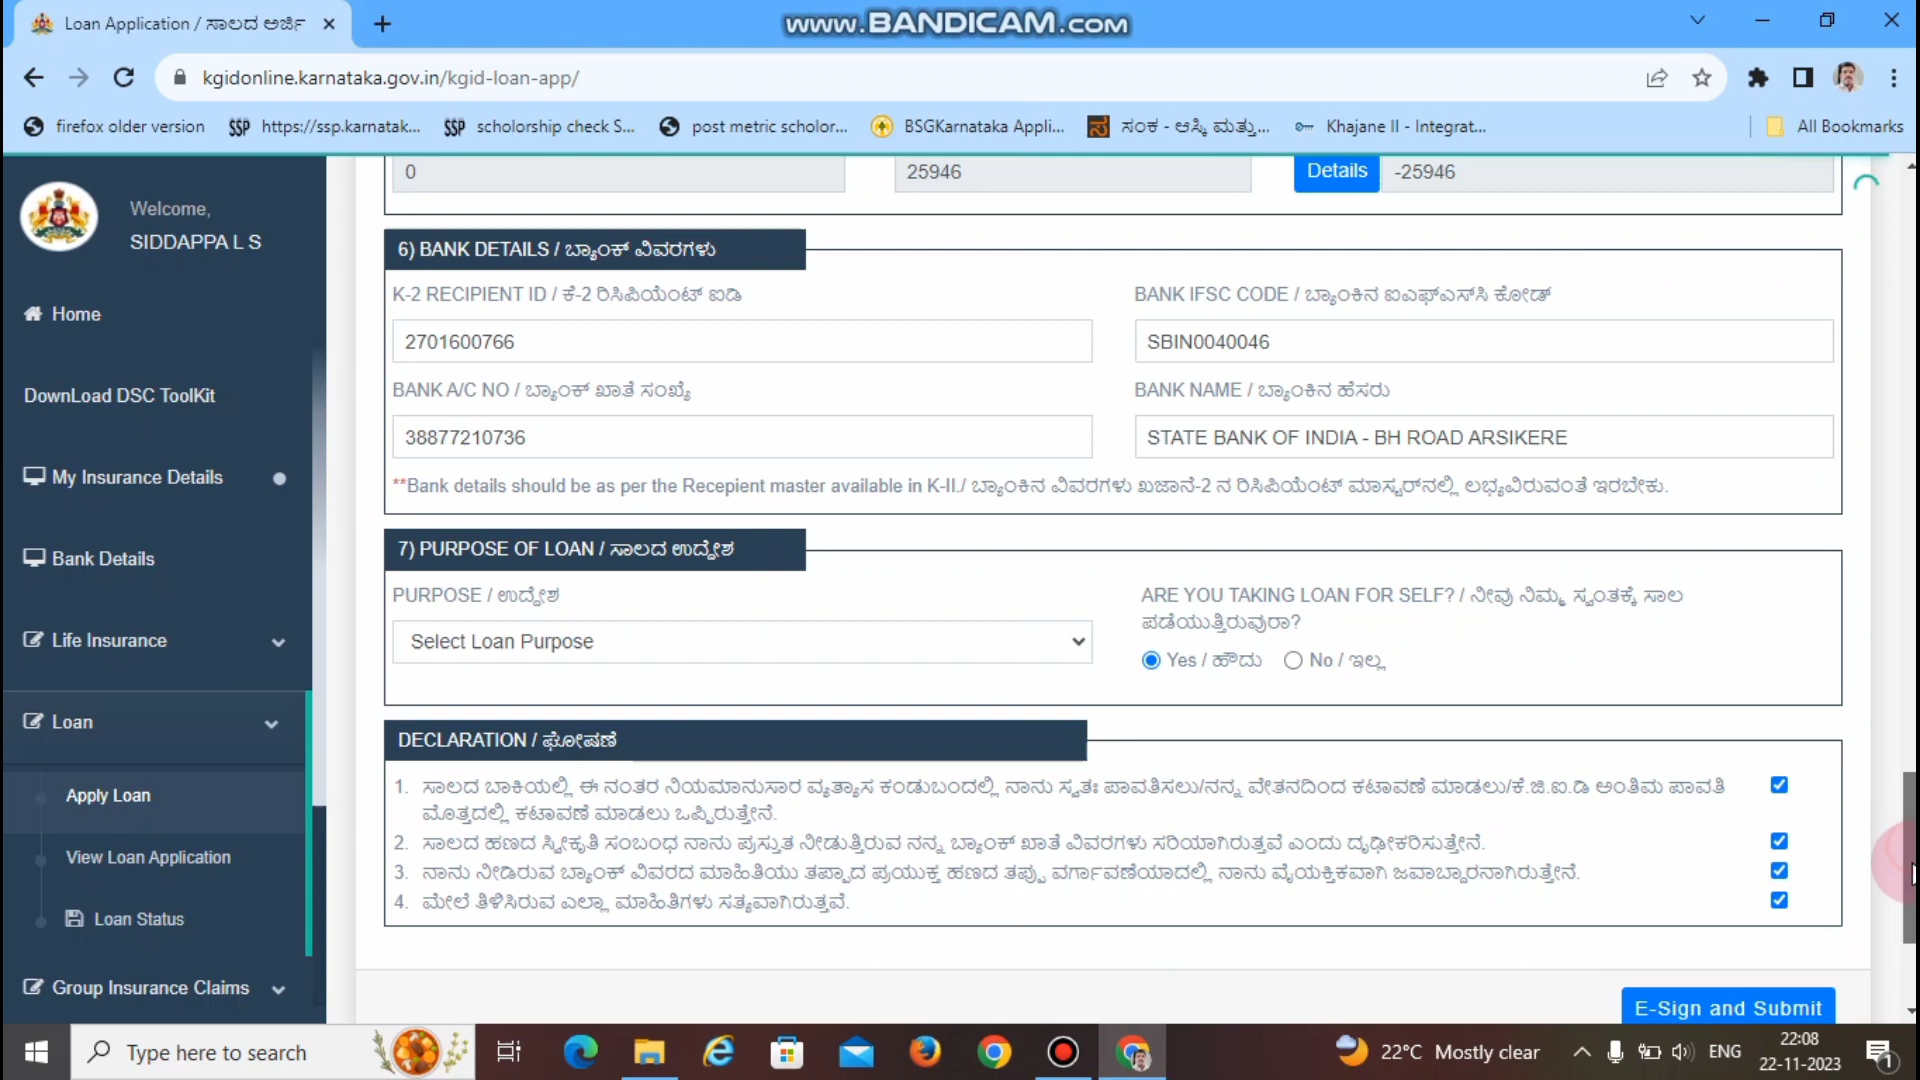 Loan Application / ಸಾಲದ ಅರ್ಜಿ
www.BANDICAM.com
kgidonline.karnataka.gov.in/kgid-loan-app/
firefox older version
SSP https://ssp.karnatak...
SSP scholorship check S...
post metric scholor...
BSGKarnataka Appli...
ಸಂಕ - ಆಸ್ಕಿ ಮತ್ತು...
Khajane II - Integrat...
All Bookmarks
Welcome,
SIDDAPPA L S
Home
DownLoad DSC ToolKit
My Insurance Details
Bank Details
Life Insurance
Loan
Apply Loan
View Loan Application
Loan Status
Group Insurance Claims
0 25946 Details -25946
6) BANK DETAILS / ಬ್ಯಾಂಕ್ ವಿವರಗಳು
K-2 RECIPIENT ID / ಕೆ-2 ರಿಸಿಪಿಯೆಂಟ್ ಐಡಿ
2701600766
BANK IFSC CODE / ಬ್ಯಾಂಕಿನ ಐಎಫ್ಎಸ್ಸಿ ಕೋಡ್
SBIN0040046
BANK A/C NO / ಬ್ಯಾಂಕ್ ಖಾತೆ ಸಂಖ್ಯೆ
38877210736
BANK NAME / ಬ್ಯಾಂಕಿನ ಹೆಸರು
STATE BANK OF INDIA - BH ROAD ARSIKERE
**Bank details should be as per the Recepient master available in K-II./ ಬ್ಯಾಂಕಿನ ವಿವರಗಳು ಖಜಾನೆ-2 ನ ರಿಸಿಪಿಯೆಂಟ್ ಮಾಸ್ಟರ್‌ನಲ್ಲಿ ಲಭ್ಯವಿರುವಂತೆ ಇರಬೇಕು.
7) PURPOSE OF LOAN / ಸಾಲದ ಉದ್ದೇಶ
PURPOSE / ಉದ್ದೇಶ
Select Loan Purpose
ARE YOU TAKING LOAN FOR SELF? / ನೀವು ನಿಮ್ಮ ಸ್ವಂತಕ್ಕೆ ಸಾಲ
ಪಡೆಯುತ್ತಿರುವುರಾ?
Yes / ಹೌದು No / ಇಲ್ಲ
DECLARATION / ಘೋಷಣೆ
1. ಸಾಲದ ಬಾಕಿಯಲ್ಲಿ ಈ ನಂತರ ನಿಯಮಾನುಸಾರ ವ್ಯತ್ಯಾಸ ಕಂಡುಬಂದಲ್ಲಿ ನಾನು ಸ್ವತಃ ಪಾವತಿಸಲು/ನನ್ನ ವೇತನದಿಂದ ಕಟಾವಣೆ ಮಾಡಲು/ಕೆ.ಜಿ.ಐ.ಡಿ ಅಂತಿಮ ಪಾವತಿ
ಮೊತ್ತದಲ್ಲಿ ಕಟಾವಣೆ ಮಾಡಲು ಒಪ್ಪಿರುತ್ತೇನೆ.
2. ಸಾಲದ ಹಣದ ಸ್ವೀಕೃತಿ ಸಂಬಂಧ ನಾನು ಪ್ರಸ್ತುತ ನೀಡುತ್ತಿರುವ ನನ್ನ ಬ್ಯಾಂಕ್ ಖಾತೆ ವಿವರಗಳು ಸರಿಯಾಗಿರುತ್ತವೆ ಎಂದು ದೃಢೀಕರಿಸುತ್ತೇನೆ.
3. ನಾನು ನೀಡಿರುವ ಬ್ಯಾಂಕ್ ವಿವರದ ಮಾಹಿತಿಯು ತಪ್ಪಾದ ಪ್ರಯುಕ್ತ ಹಣದ ತಪ್ಪು ವರ್ಗಾವಣೆಯಾದಲ್ಲಿ ನಾನು ವೈಯಕ್ತಿಕವಾಗಿ ಜವಾಬ್ದಾರನಾಗಿರುತ್ತೇನೆ.
4. ಮೇಲೆ ತಿಳಿಸಿರುವ ಎಲ್ಲಾ ಮಾಹಿತಿಗಳು ಸತ್ಯವಾಗಿರುತ್ತವೆ.
E-Sign and Submit
Type here to search
22°C Mostly clear
ENG
22:08
22-11-2023
1